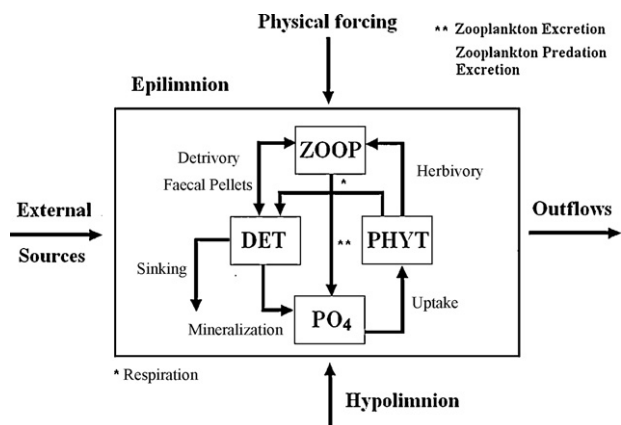 Physical forcing
** Zooplankton Excretion
Zooplankton Predation
Excretion
Epilimnion
ZOOP
Detrivory
Faecal Pellets
*
Herbivory
External
Sources
Outflows
DET
PHYT
**
Sinking
Mineralization
PO4
Uptake
* Respiration
Hypolimnion